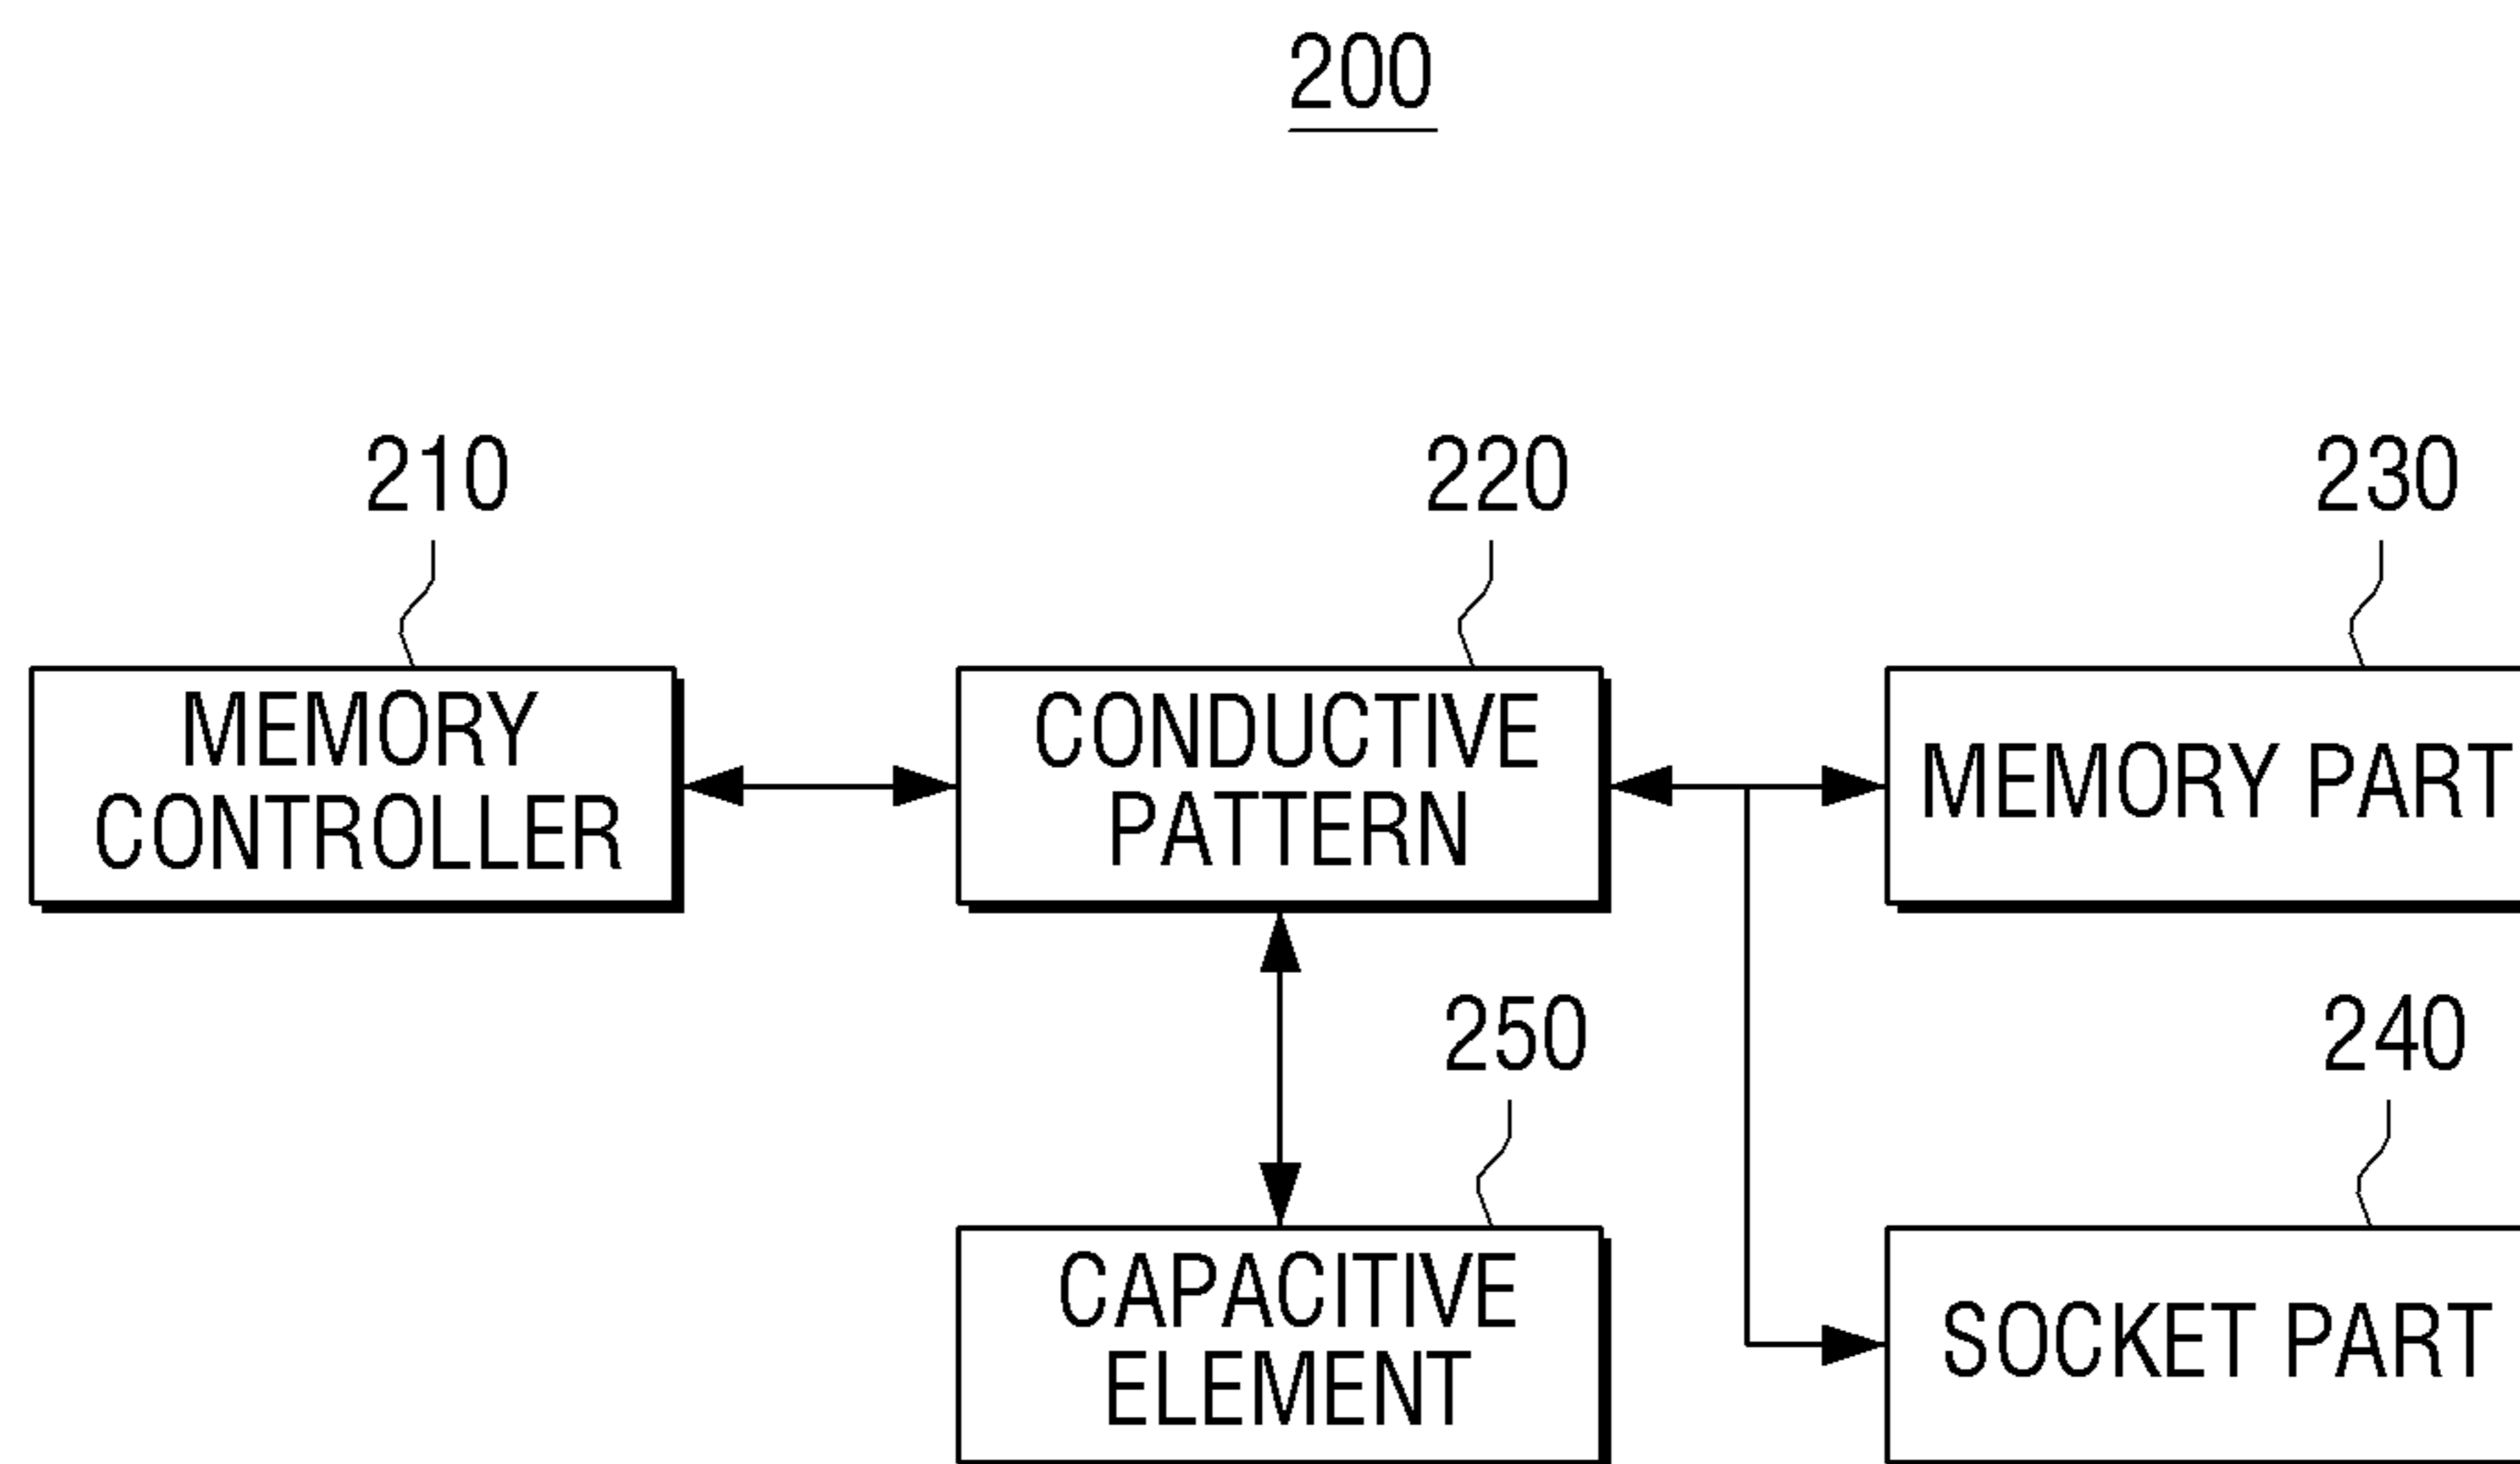 200
210
220
230
MEMORY
CONTROLLER
CONDUCTIVE
PATTERN
MEMORY PART
250
240
CAPACITIVE
ELEMENT
SOCKET PART